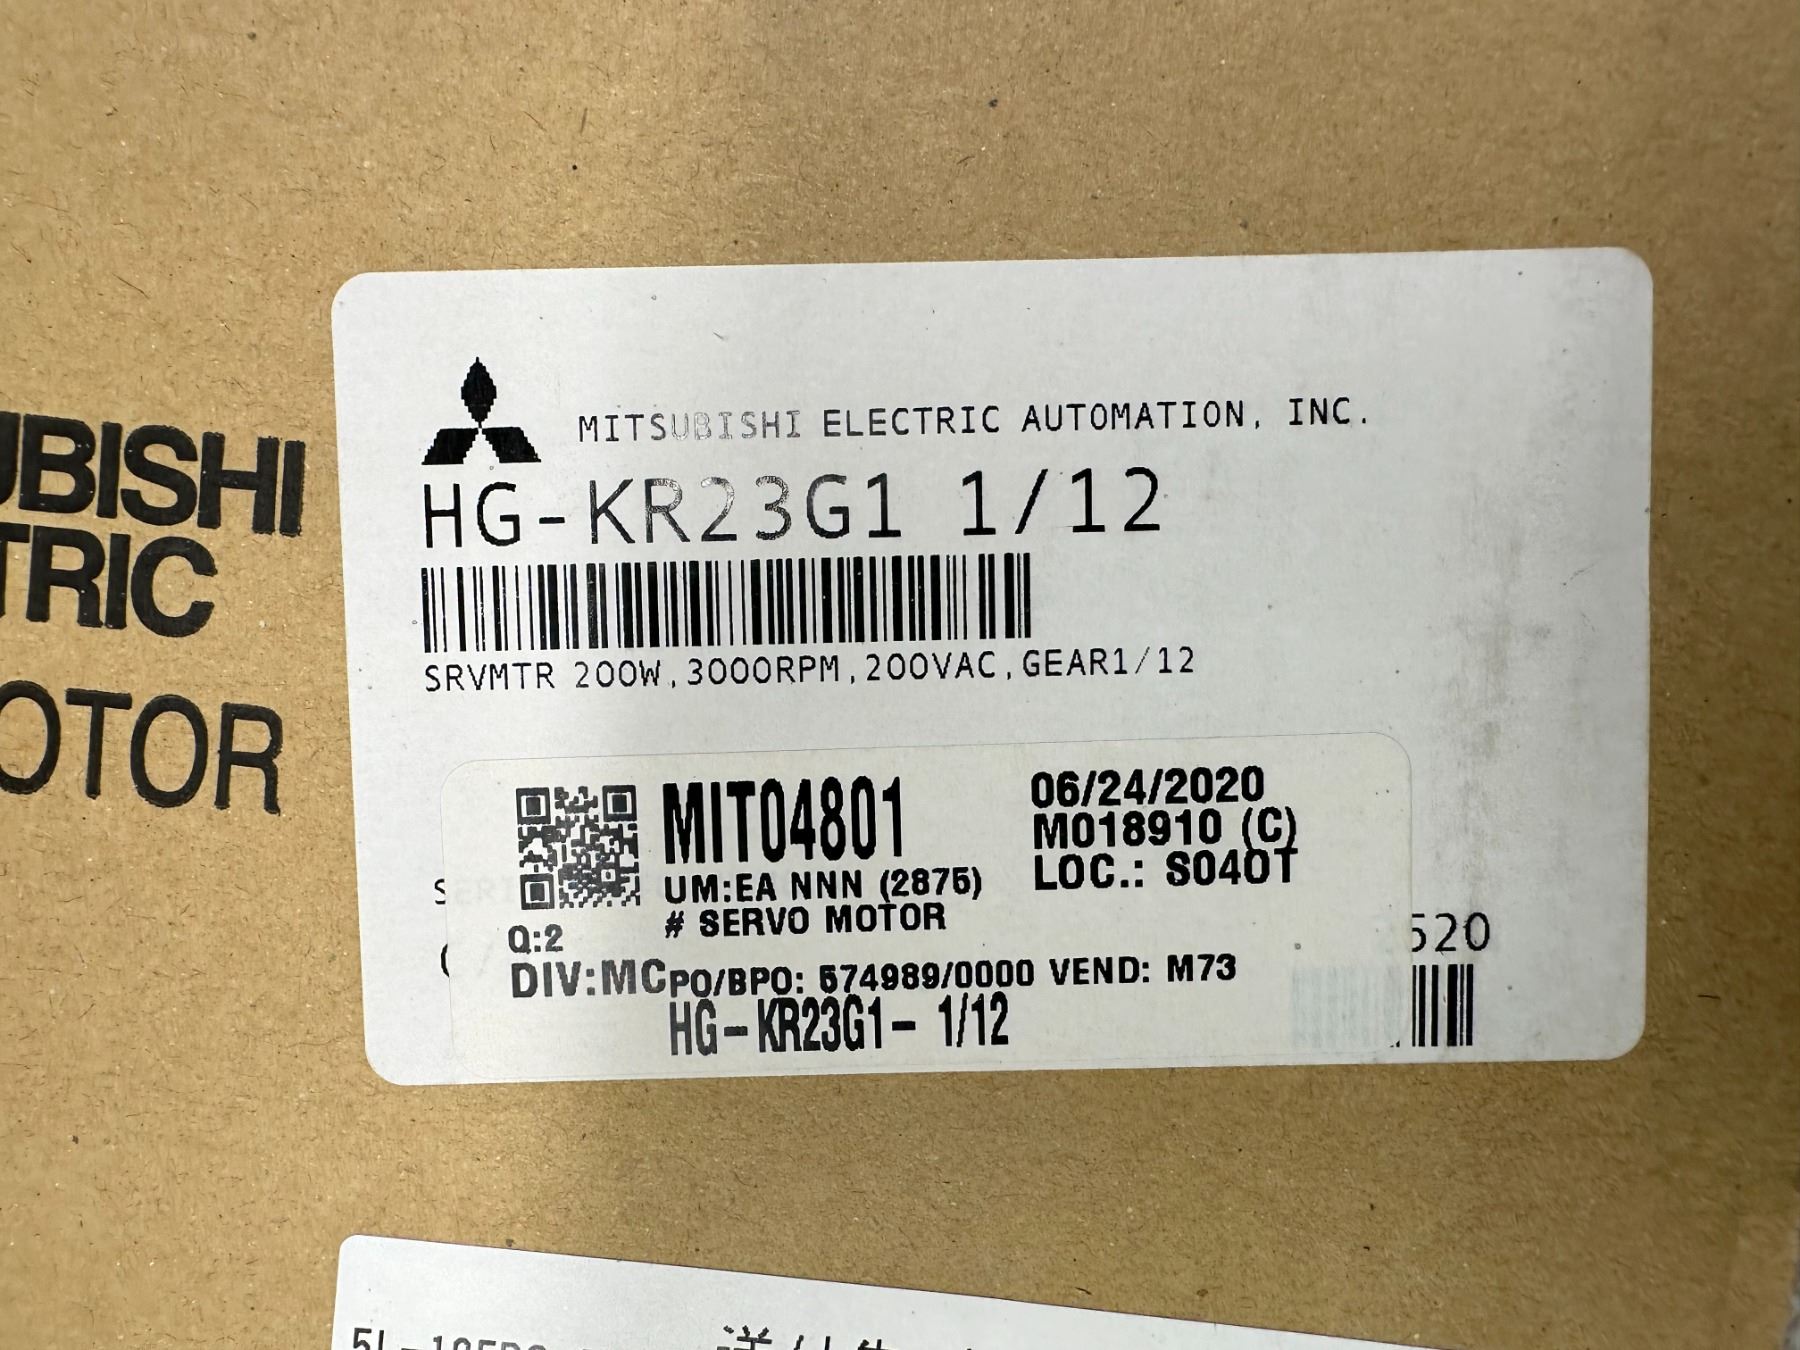 MITSUBISHI ELECTRIC AUTOMATION, INC.
HG-KR23G1 1/12
SRVMTR 200W,3000RPM,200VAC,GEAR1/12
UBISHI
TRIC
OTOR
MIT04801
06/24/2020
M018910 (C)
UM:EA NNN (2875)
LOC.: S040T
# SERVO MOTOR
Q:2
520
DIV:MC
PO/BPO: 574989/0000 VEND: M73
HG-KR23G1- 1/12